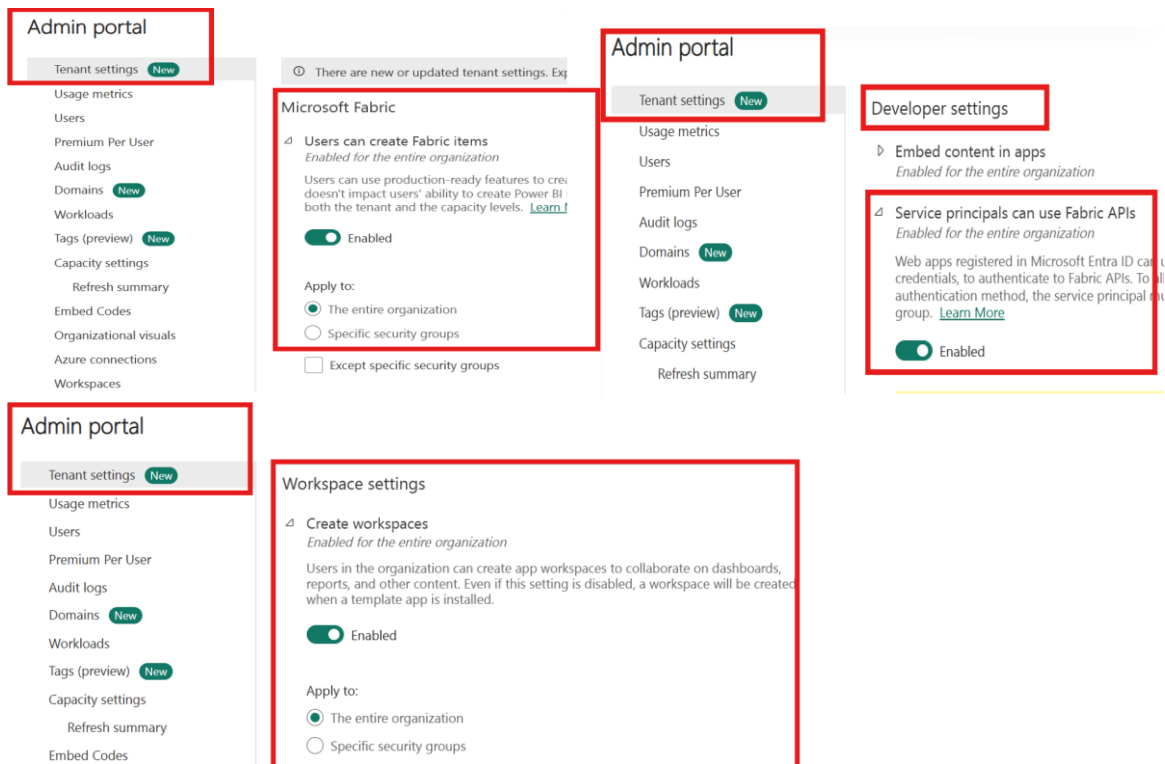 Admin portal
Tenant settings New
Usage metrics
Users
Premium Per User
Audit logs
Domains New
Workloads
Tags (preview) New
Capacity settings
Refresh summary
Embed Codes
Organizational visuals
Azure connections
Workspaces
There are new or updated tenant settings.
Microsoft Fabric
Users can create Fabric items
Enabled for the entire organization
Users can use production-ready features to
doesn't impact users' ability to create Power BI
both the tenant and the capacity levels. Learn
Enabled
Apply to:
The entire organization
Specific security groups
Except specific security groups
Admin portal
Tenant settings New
Usage metrics
Users
Premium Per User
Audit logs
Domains New
Workloads
Tags (preview) New
Capacity settings
Refresh summary
Developer settings
Embed content in apps
Enabled for the entire organization
Service principals can use Fabric APIs
Enabled for the entire organization
Web apps registered in Microsoft Entra ID can
credentials, to authenticate to Fabric APIs. To
authentication method, the service principal
group. Learn More
Enabled
Admin portal
Tenant settings New
Usage metrics
Users
Premium Per User
Audit logs
Domains New
Workloads
Tags (preview) New
Capacity settings
Refresh summary
Embed Codes
Workspace settings
Create workspaces
Enabled for the entire organization
Users in the organization can create app workspaces to collaborate on dashboards,
reports, and other content. Even if this setting is disabled, a workspace will be created
when a template app is installed.
Enabled
Apply to:
The entire organization
Specific security groups